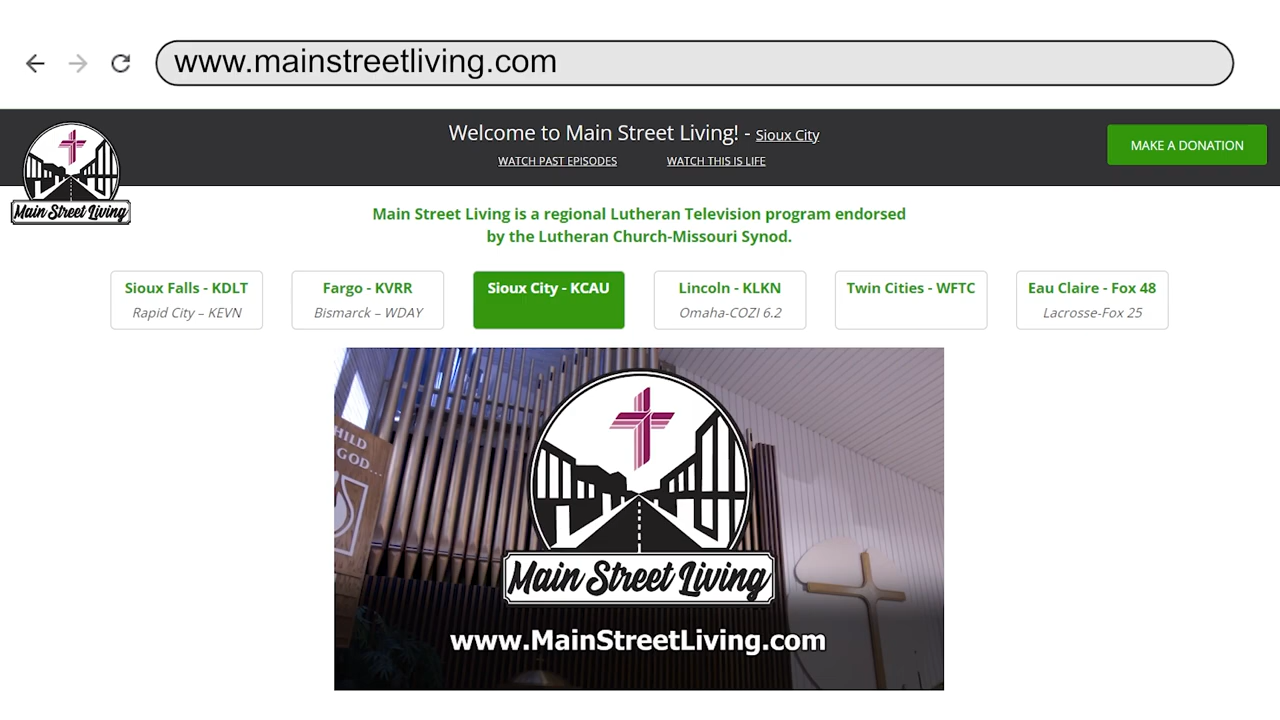 www.mainstreetliving.com
Welcome to Main Street Living! - Sioux City
WATCH PAST EPISODES
WATCH THIS IS LIFE
MAKE A DONATION
Main Street Living
Main Street Living is a regional Lutheran Television program endorsed
by the Lutheran Church-Missouri Synod.
Sioux Falls - KDLT
Rapid City – KEVN
Fargo - KVRR
Bismarck – WDAY
Sioux City - KCAU
Lincoln - KLKN
Omaha-COZI 6.2
Twin Cities - WFTC
Eau Claire - Fox 48
Lacrosse-Fox 25
HILD
GOD...
Main Street Living
www.MainStreetLiving.com